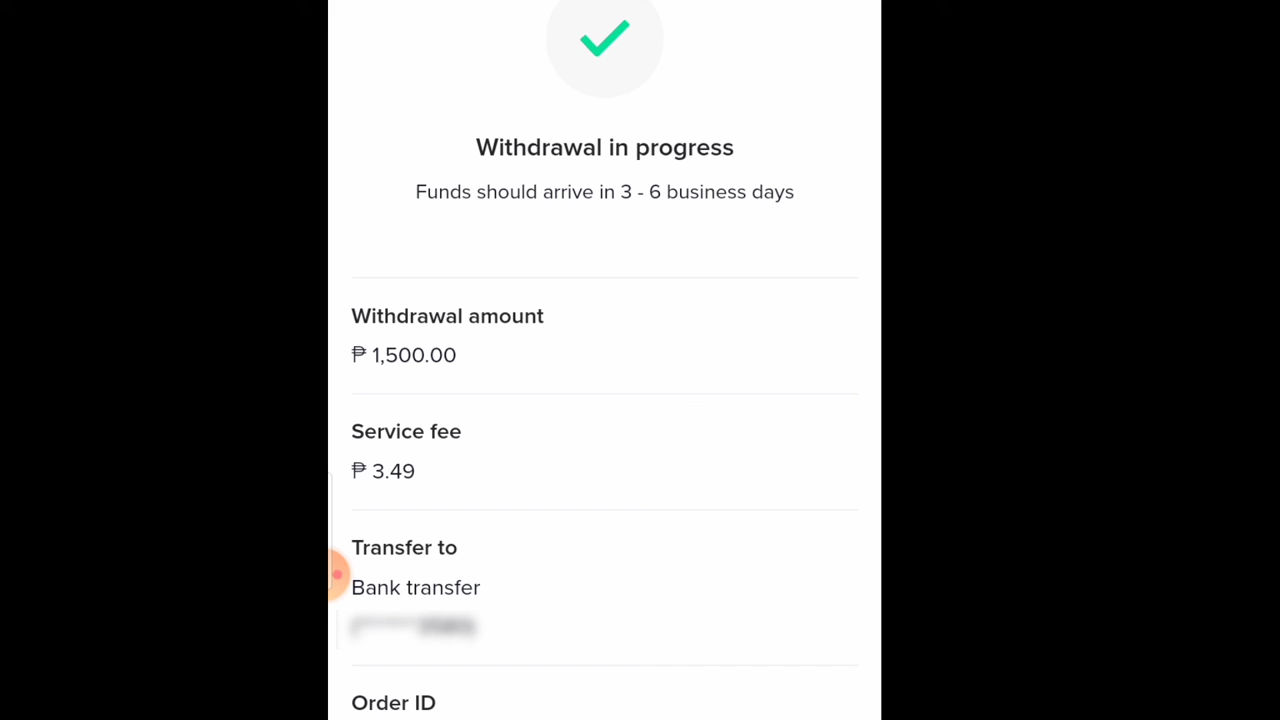 Withdrawal in progress
Funds should arrive in 3 - 6 business days
Withdrawal amount
₱ 1,500.00
Service fee
₱ 3.49
Transfer to
Bank transfer
Order ID